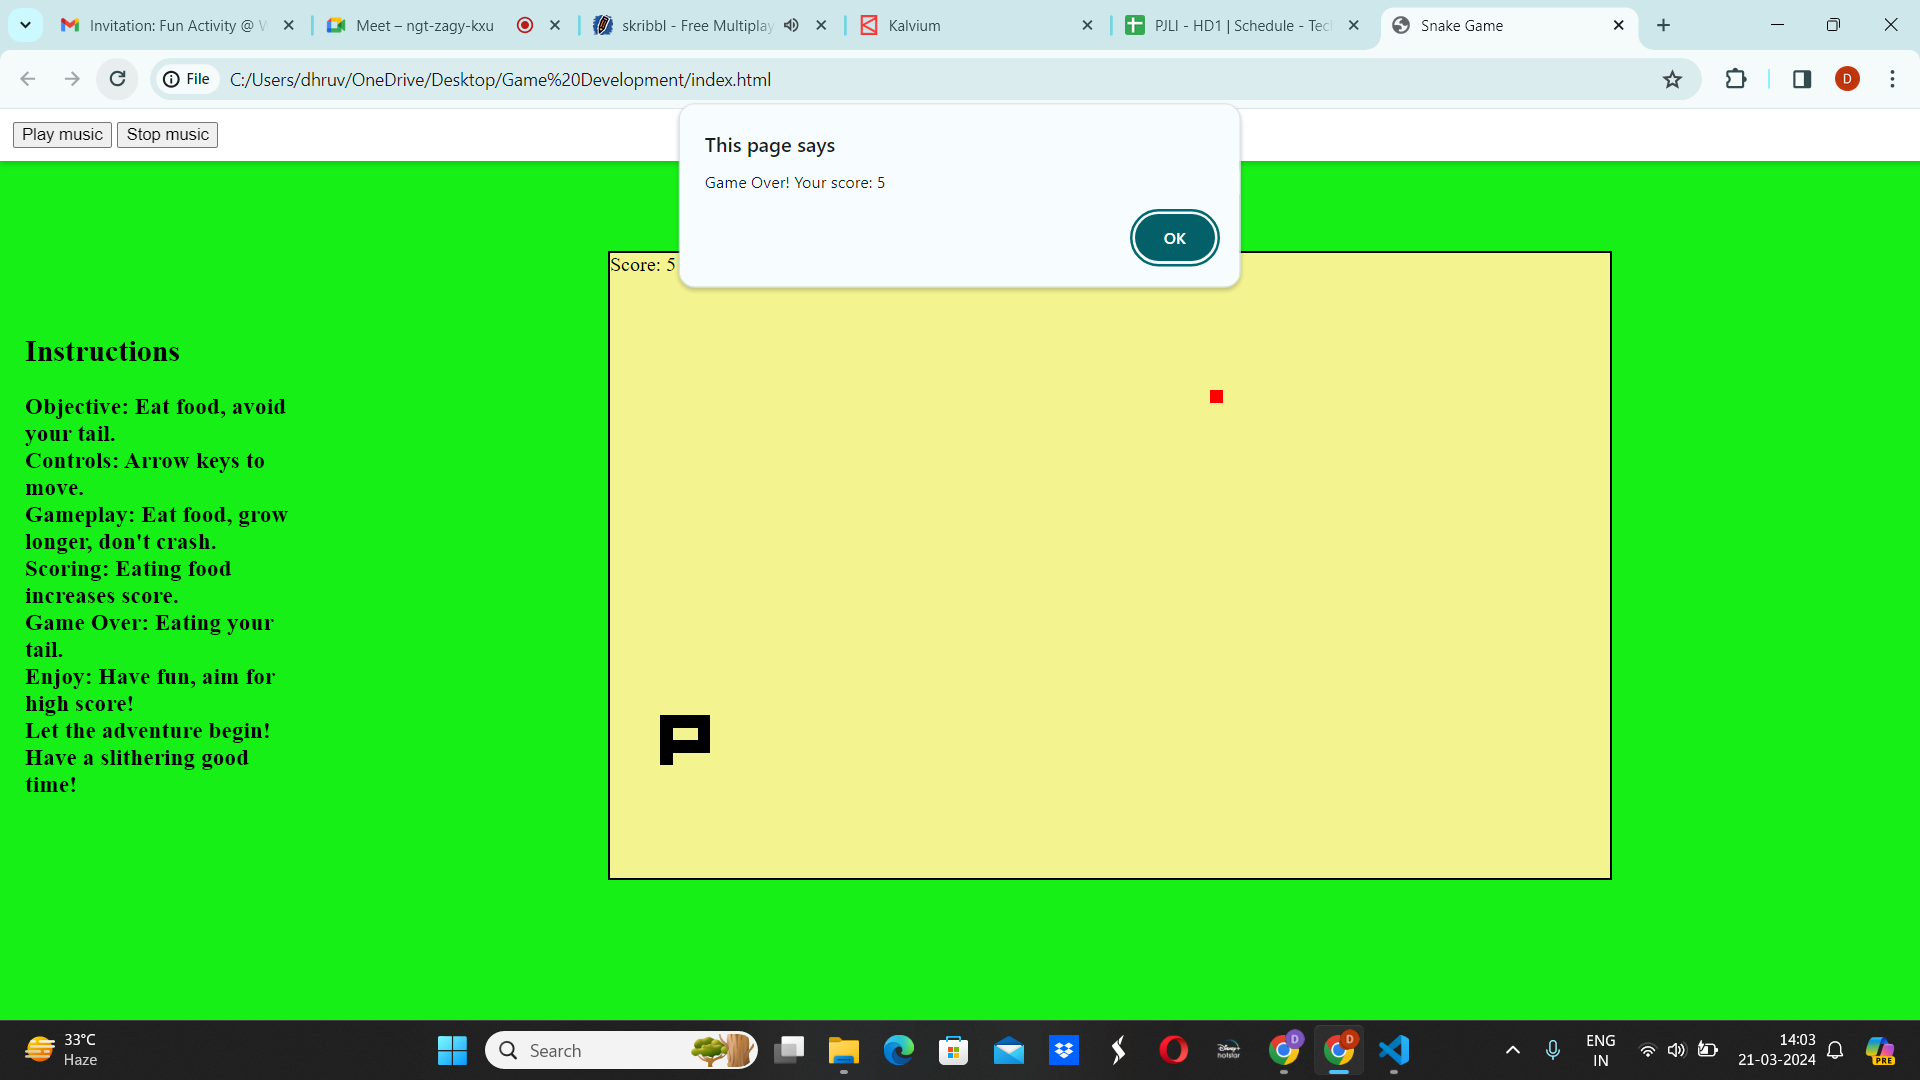 Invitation: Fun Activity @ W
Meet – ngt-zagy-kxu
skribbl - Free Multiplay
Kalvium
PJLI - HD1 | Schedule - Tec
Snake Game
File
C:/Users/dhruv/OneDrive/Desktop/Game%20Development/index.html
D
Play music
Stop music
This page says
Game Over! Your score: 5
OK
Score: 5
Instructions
Objective: Eat food, avoid
your tail.
Controls: Arrow keys to
move.
Gameplay: Eat food, grow
longer, don't crash.
Scoring: Eating food
increases score.
Game Over: Eating your
tail.
Enjoy: Have fun, aim for
high score!
Let the adventure begin!
Have a slithering good
time!
33°C
Haze
Search
Disney+
hotstar
D
D
ENG
IN
14:03
21-03-2024
PRE